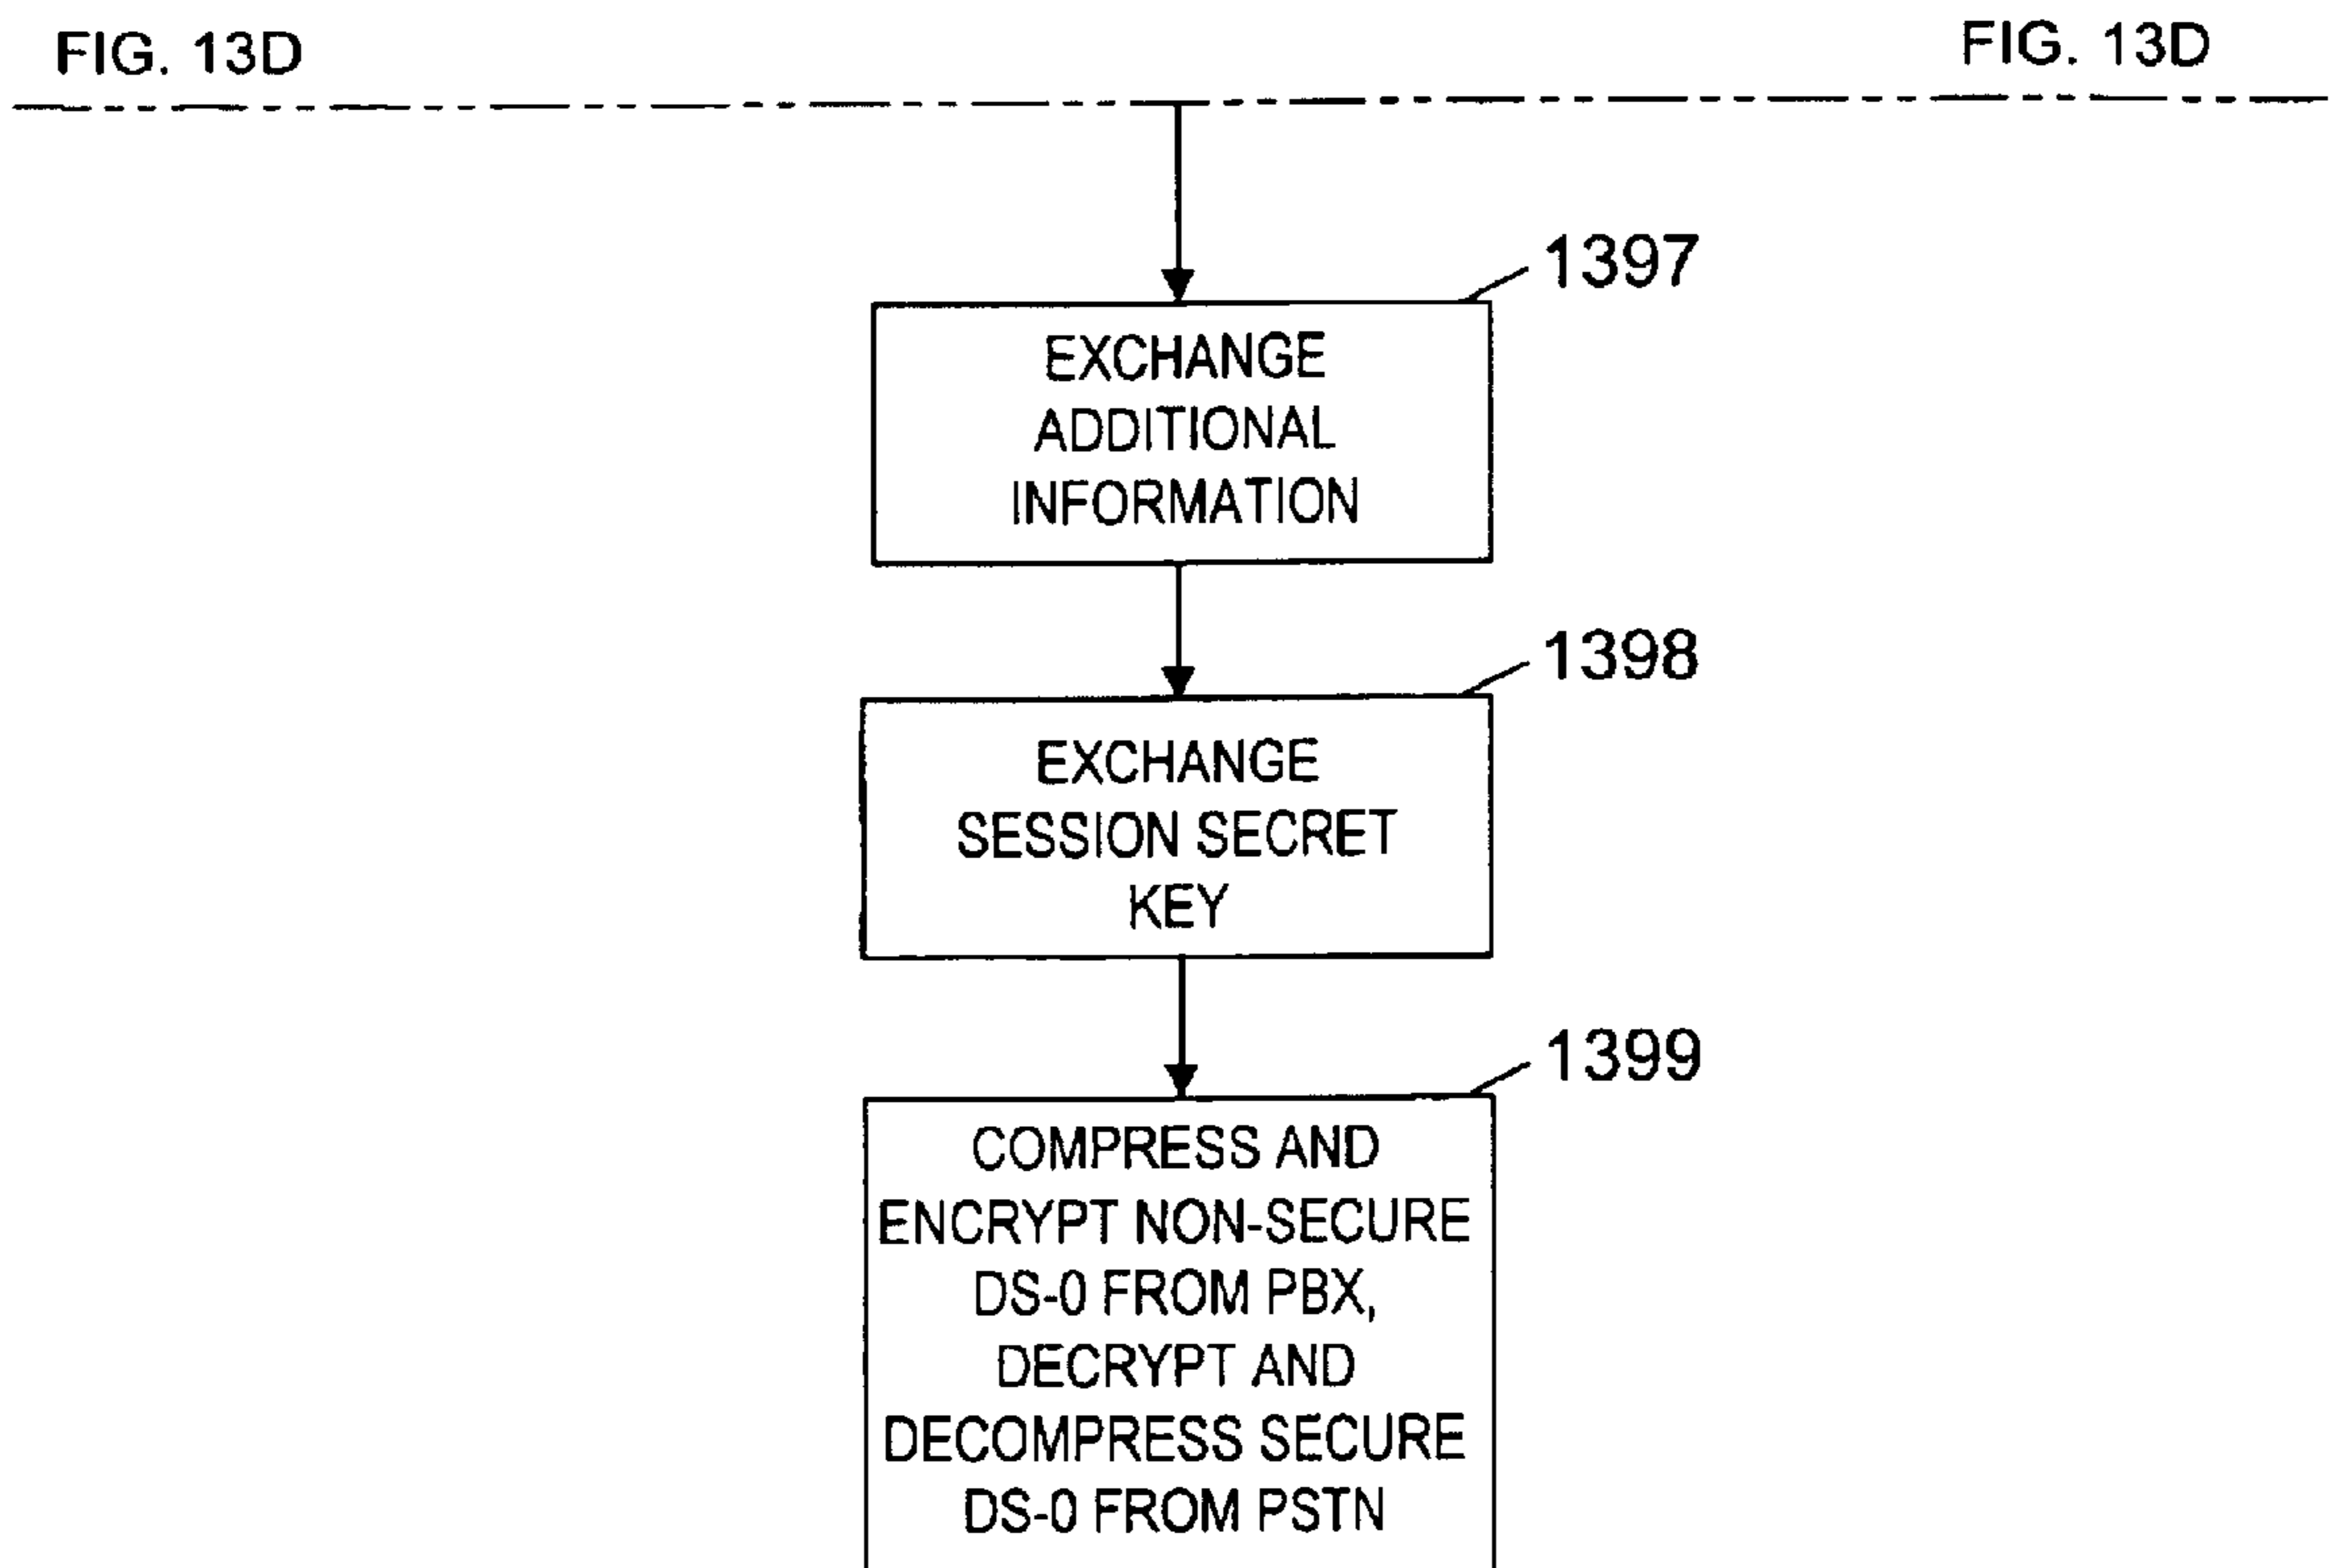 FIG. 13D
FIG. 13D
1397
EXCHANGE
ADDITIONAL
INFORMATION
1398
EXCHANGE
SESSION SECRET
KEY
1399
COMPRESS AND
ENCRYPT NON-SECURE
DS-0 FROM PBX,
DECRYPT AND
DECOMPRESS SECURE
DS-0 FROM PSTN